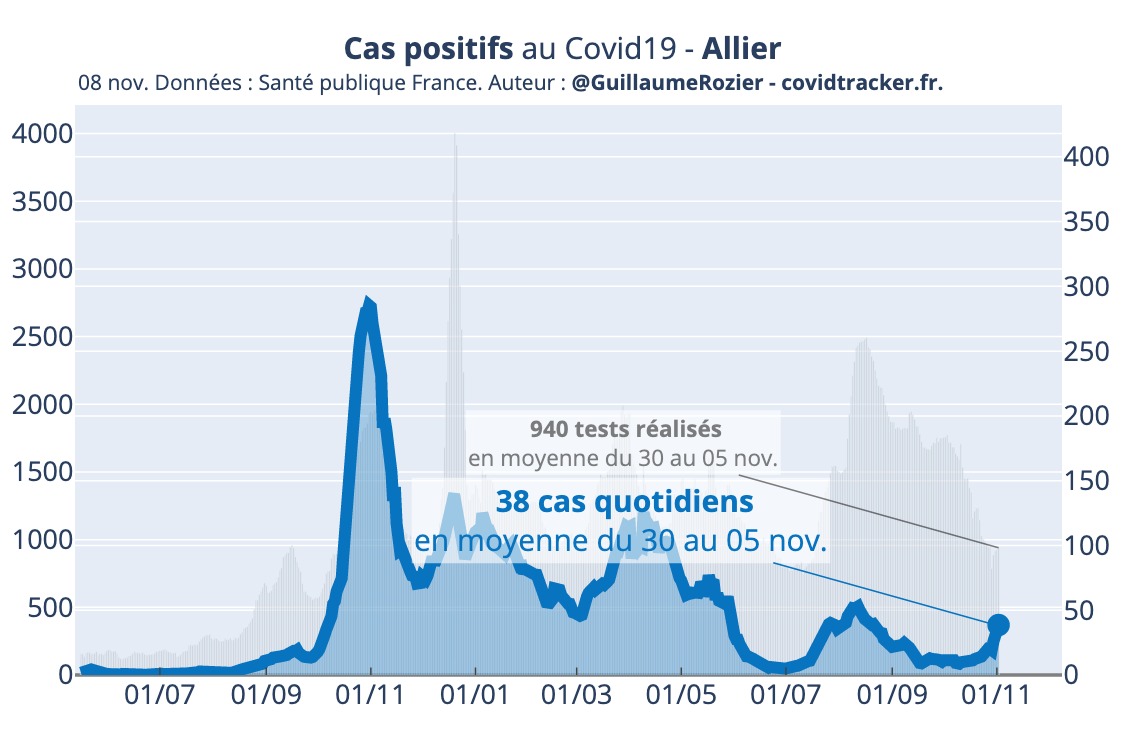 Cas positifs au Covid19 - Allier
08 nov. Données : Santé publique France. Auteur : @GuillaumeRozier - covidtracker.fr.
4000
3500
3000
2500
2000
1500
1000
500
0
400
350
300
250
200
150
100
50
0
940 tests réalisés
en moyenne du 30 au 05 nov.
38 cas quotidiens
en moyenne du 30 au 05 nov.
01/07 01/09 01/11 01/01 01/03 01/05 01/07 01/09 01/11